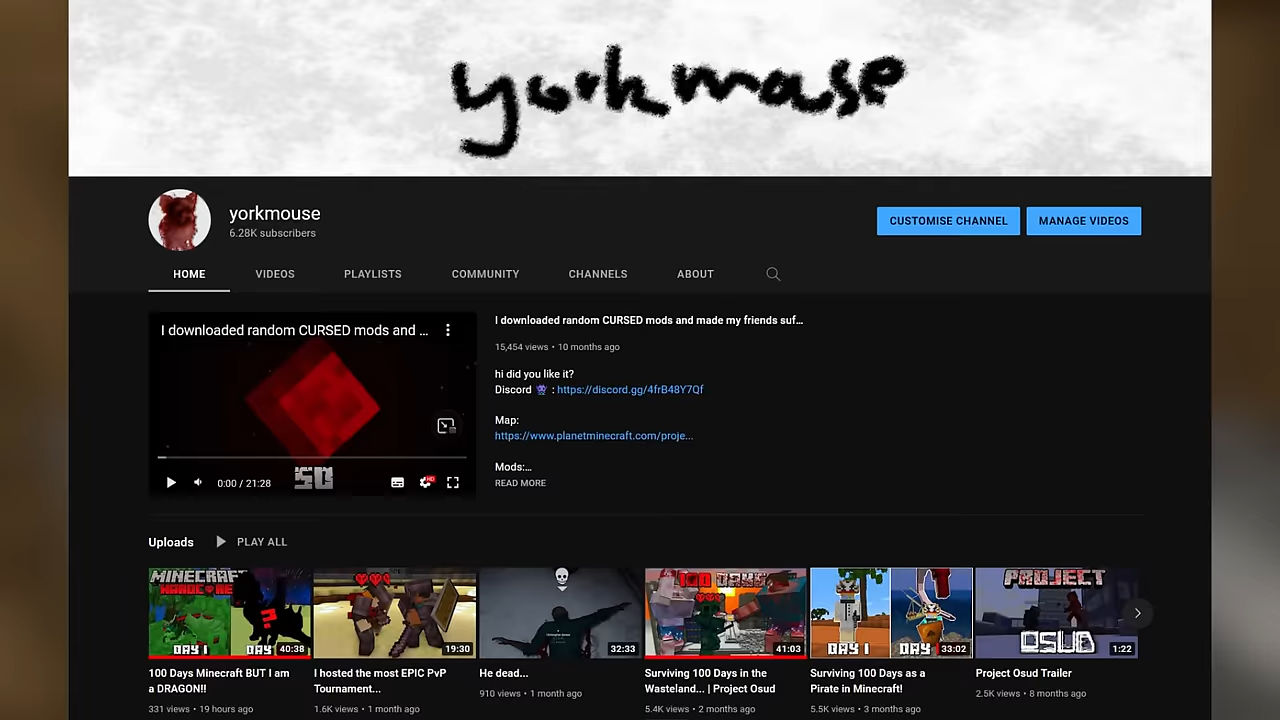 yorkmouse
yorkmouse
6.28K subscribers
CUSTOMISE CHANNEL
MANAGE VIDEOS
HOME
VIDEOS
PLAYLISTS
COMMUNITY
CHANNELS
ABOUT
I downloaded random CURSED mods and ...
0:00 / 21:28
HD
I downloaded random CURSED mods and made my friends suf...
15,454 views • 10 months ago
hi did you like it?
Discord 👾 : https://discord.gg/4frB48Y7Qf
Map:
https://www.planetminecraft.com/proje...
Mods:...
READ MORE
Uploads
PLAY ALL
MINECRAFT
HARDCORE
?
DAY 1
DAY
40:38
19:30
32:33
100 DAYS
41:03
DAY 1
DAY
33:02
PROJECT
OSUD
1:22
100 Days Minecraft BUT I am
a DRAGON!!
331 views • 19 hours ago
I hosted the most EPIC PvP
Tournament...
1.6K views • 1 month ago
He dead...
910 views • 1 month ago
Surviving 100 Days in the
Wasteland... | Project Osud
5.4K views • 2 months ago
Surviving 100 Days as a
Pirate in Minecraft!
5.5K views • 3 months ago
Project Osud Trailer
2.5K views • 8 months ago